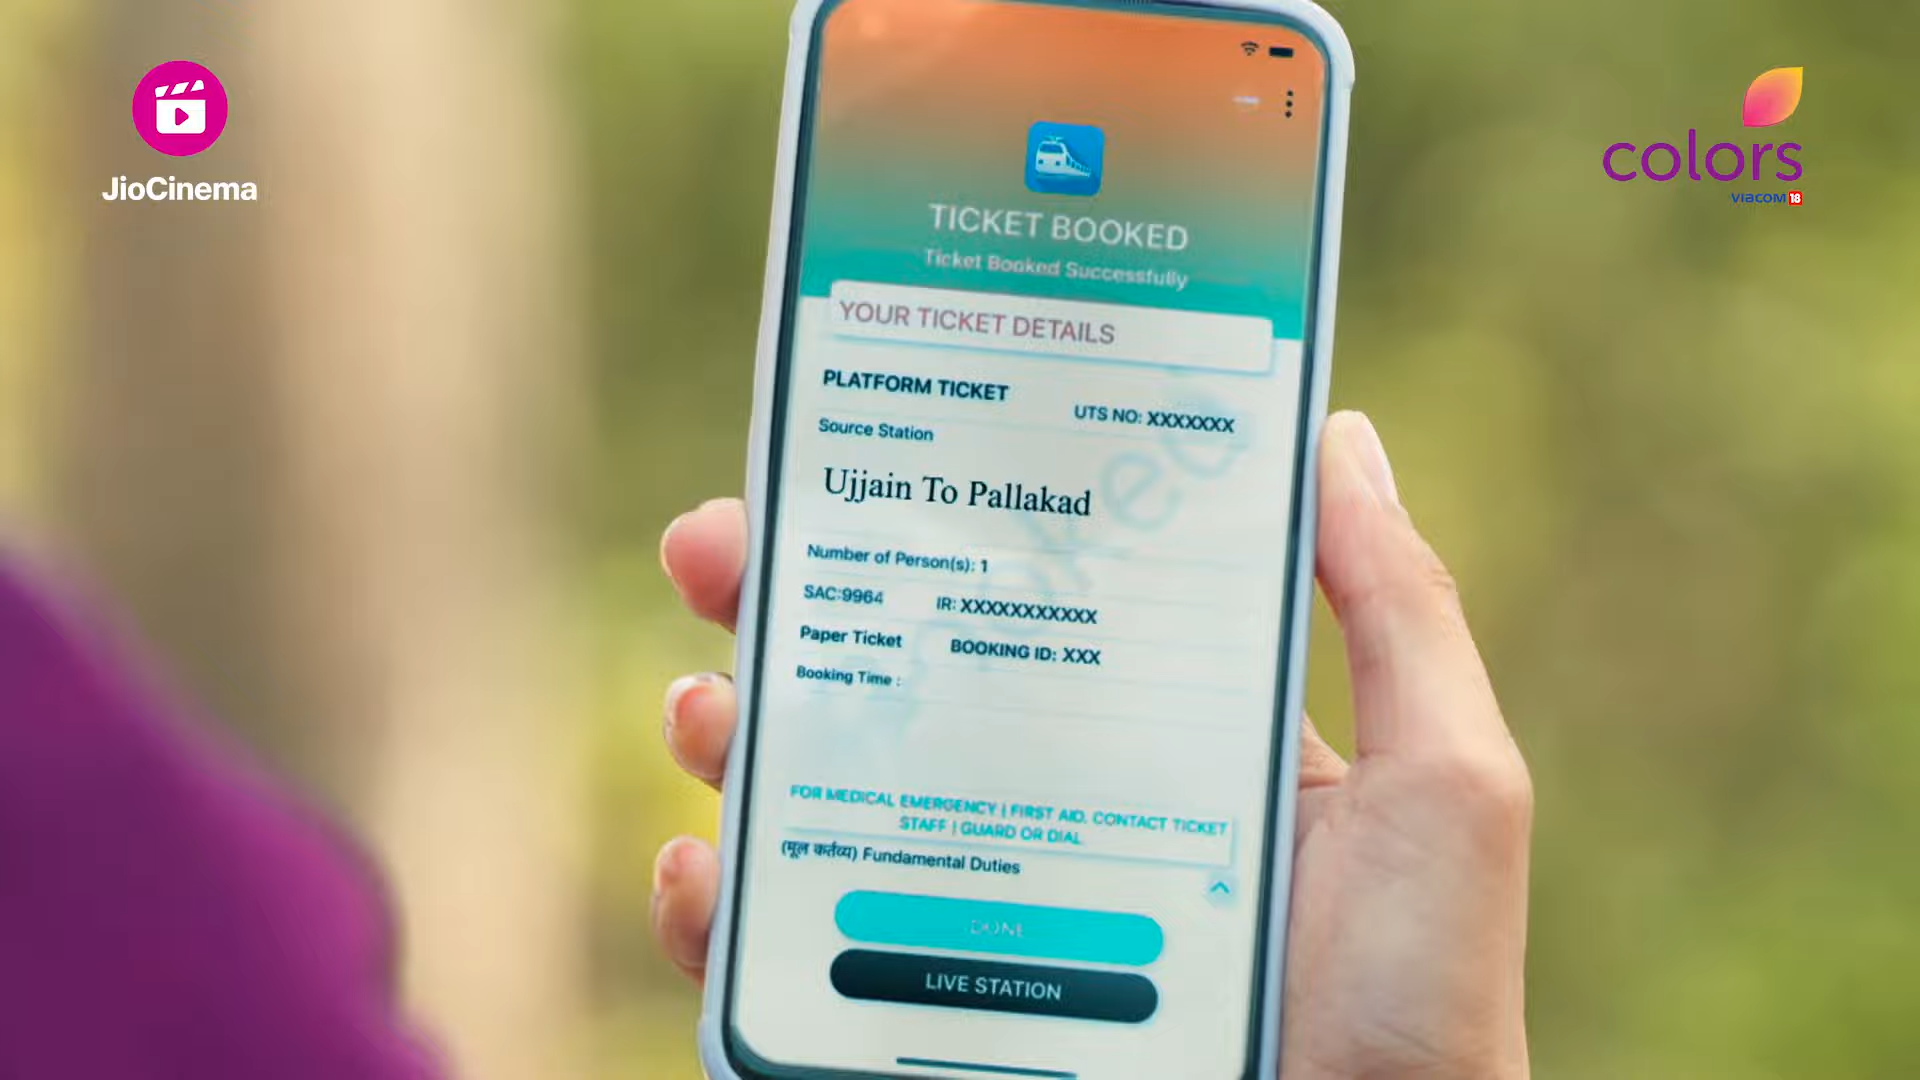 JioCinema
colors
VIACOM 18
TICKET BOOKED
Ticket Booked Successfully
YOUR TICKET DETAILS
PLATFORM TICKET
UTS NO: XXXXXXX
Source Station
Ujjain To Pallakad
Number of Person(s): 1
SAC:9964 IR: XXXXXXXXXXX
Paper Ticket BOOKING ID: XXX
Booking Time :
FOR MEDICAL EMERGENCY | FIRST AID. CONTACT TICKET
STAFF | GUARD OR DIAL
(मूल कर्तव्य) Fundamental Duties
DONE
LIVE STATION